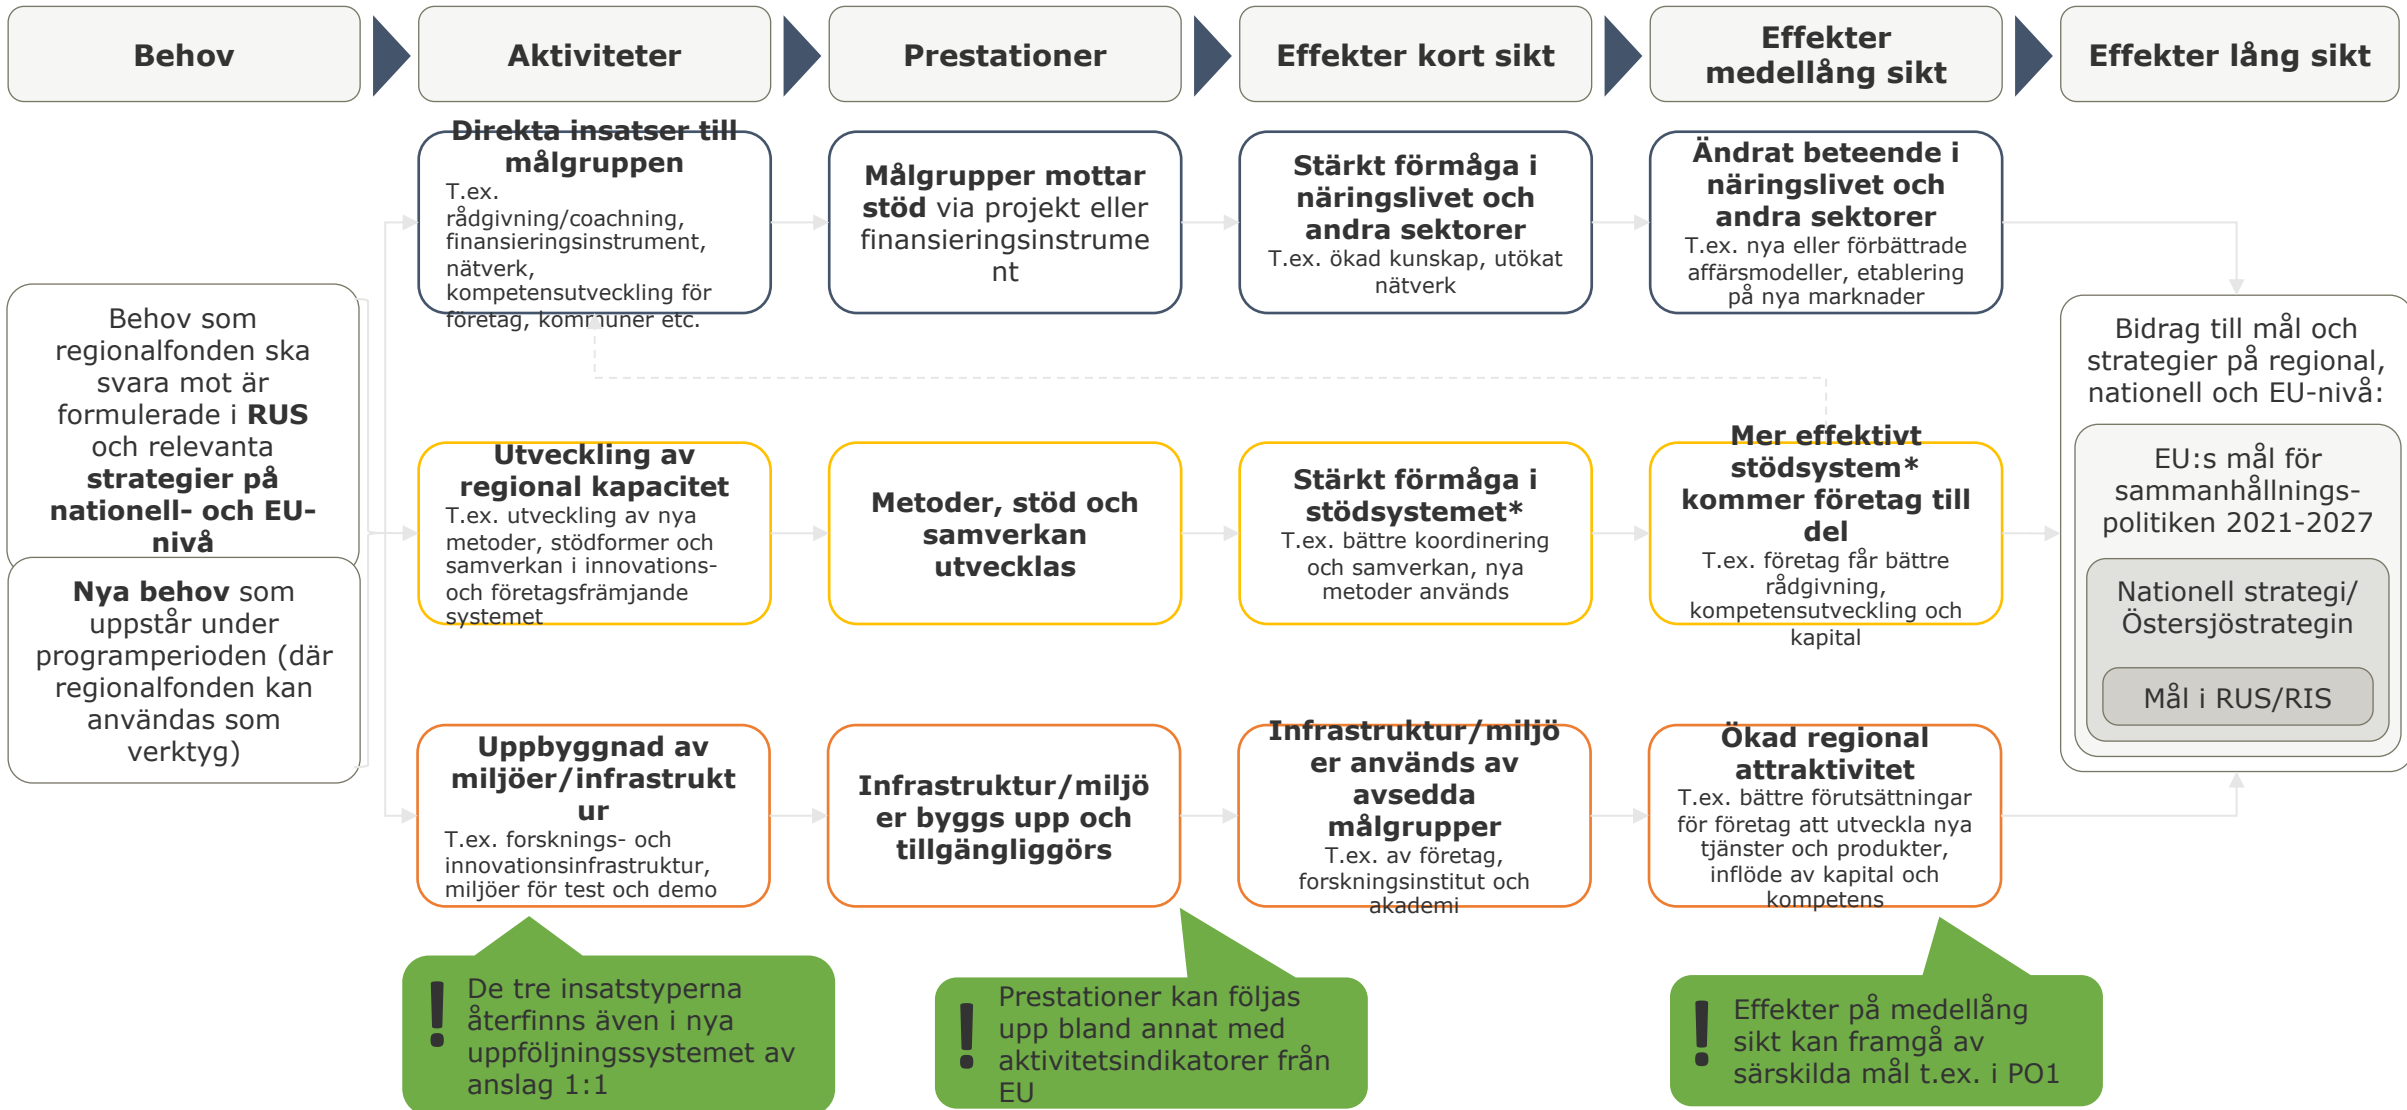 Behov
Aktiviteter
Prestationer
Effekter kort sikt
Effekter
medellång sikt
Effekter lång sikt
Behov som
regionalfonden ska
svara mot är
formulerade i RUS
och relevanta
strategier på
nationell- och EU-
nivå
Nya behov som
uppstår under
programperioden (där
regionalfonden kan
användas som
verktyg)
Direkta insatser till
målgruppen
T.ex.
rådgivning/coachning,
finansieringsinstrument,
nätverk,
kompetensutveckling för
företag, kommuner etc.
Målgrupper mottar
stöd via projekt eller
finansieringsinstrume
nt
Stärkt förmåga i
näringslivet och
andra sektorer
T.ex. ökad kunskap, utökat
nätverk
Ändrat beteende i
näringslivet och
andra sektorer
T.ex. nya eller förbättrade
affärsmodeller, etablering
på nya marknader
Utveckling av
regional kapacitet
T.ex. utveckling av nya
metoder, stödformer och
samverkan i innovations-
och företagsfrämjande
systemet
Metoder, stöd och
samverkan
utvecklas
Stärkt förmåga i
stödsystemet*
T.ex. bättre koordinering
och samverkan, nya
metoder används
Mer effektivt
stödsystem*
kommer företag till
del
T.ex. företag får bättre
rådgivning,
kompetensutveckling och
kapital
Uppbyggnad av
miljöer/infrastrukt
ur
T.ex. forsknings- och
innovationsinfrastruktur,
miljöer för test och demo
Infrastruktur/miljö
er byggs upp och
tillgängliggörs
Infrastruktur/miljö
er används av
avsedda
målgrupper
T.ex. av företag,
forskningsinstitut och
akademi
Ökad regional
attraktivitet
T.ex. bättre förutsättningar
för företag att utveckla nya
tjänster och produkter,
inflöde av kapital och
kompetens
Bidrag till mål och
strategier på regional,
nationell och EU-nivå:
EU:s mål för
sammanhållnings-
politiken 2021-2027
Nationell strategi/
Östersjöstrategin
Mål i RUS/RIS
!
De tre insatstyperna
återfinns även i nya
uppföljningssystemet av
anslag 1:1
!
Prestationer kan följas
upp bland annat med
aktivitetsindikatorer från
EU
!
Effekter på medellång
sikt kan framgå av
särskilda mål t.ex. i PO1